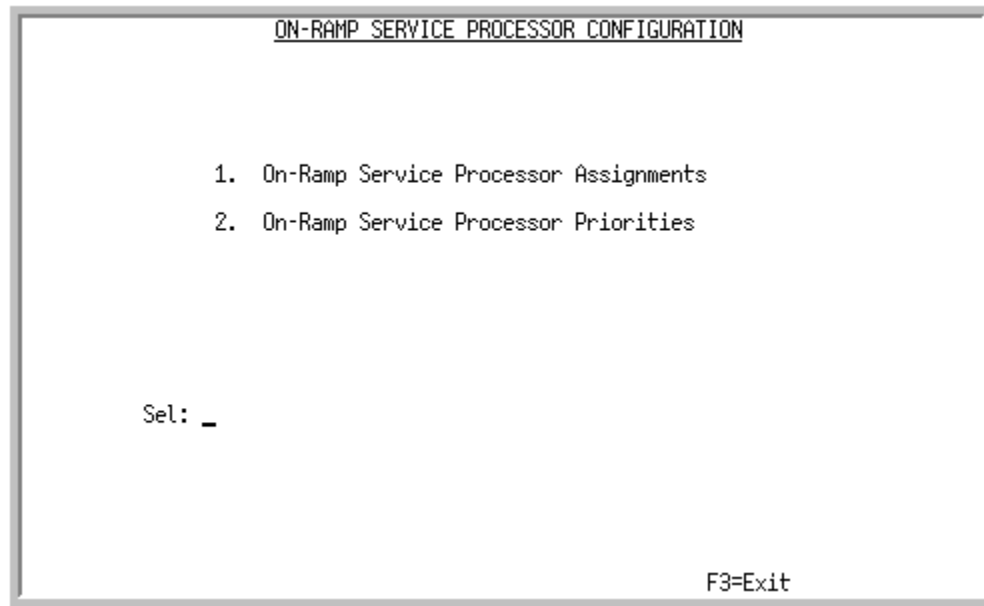 ON-RAMP SERVICE PROCESSOR CONFIGURATION
1. On-Ramp Service Processor Assignments
2. On-Ramp Service Processor Priorities
Sel: _
F3=Exit